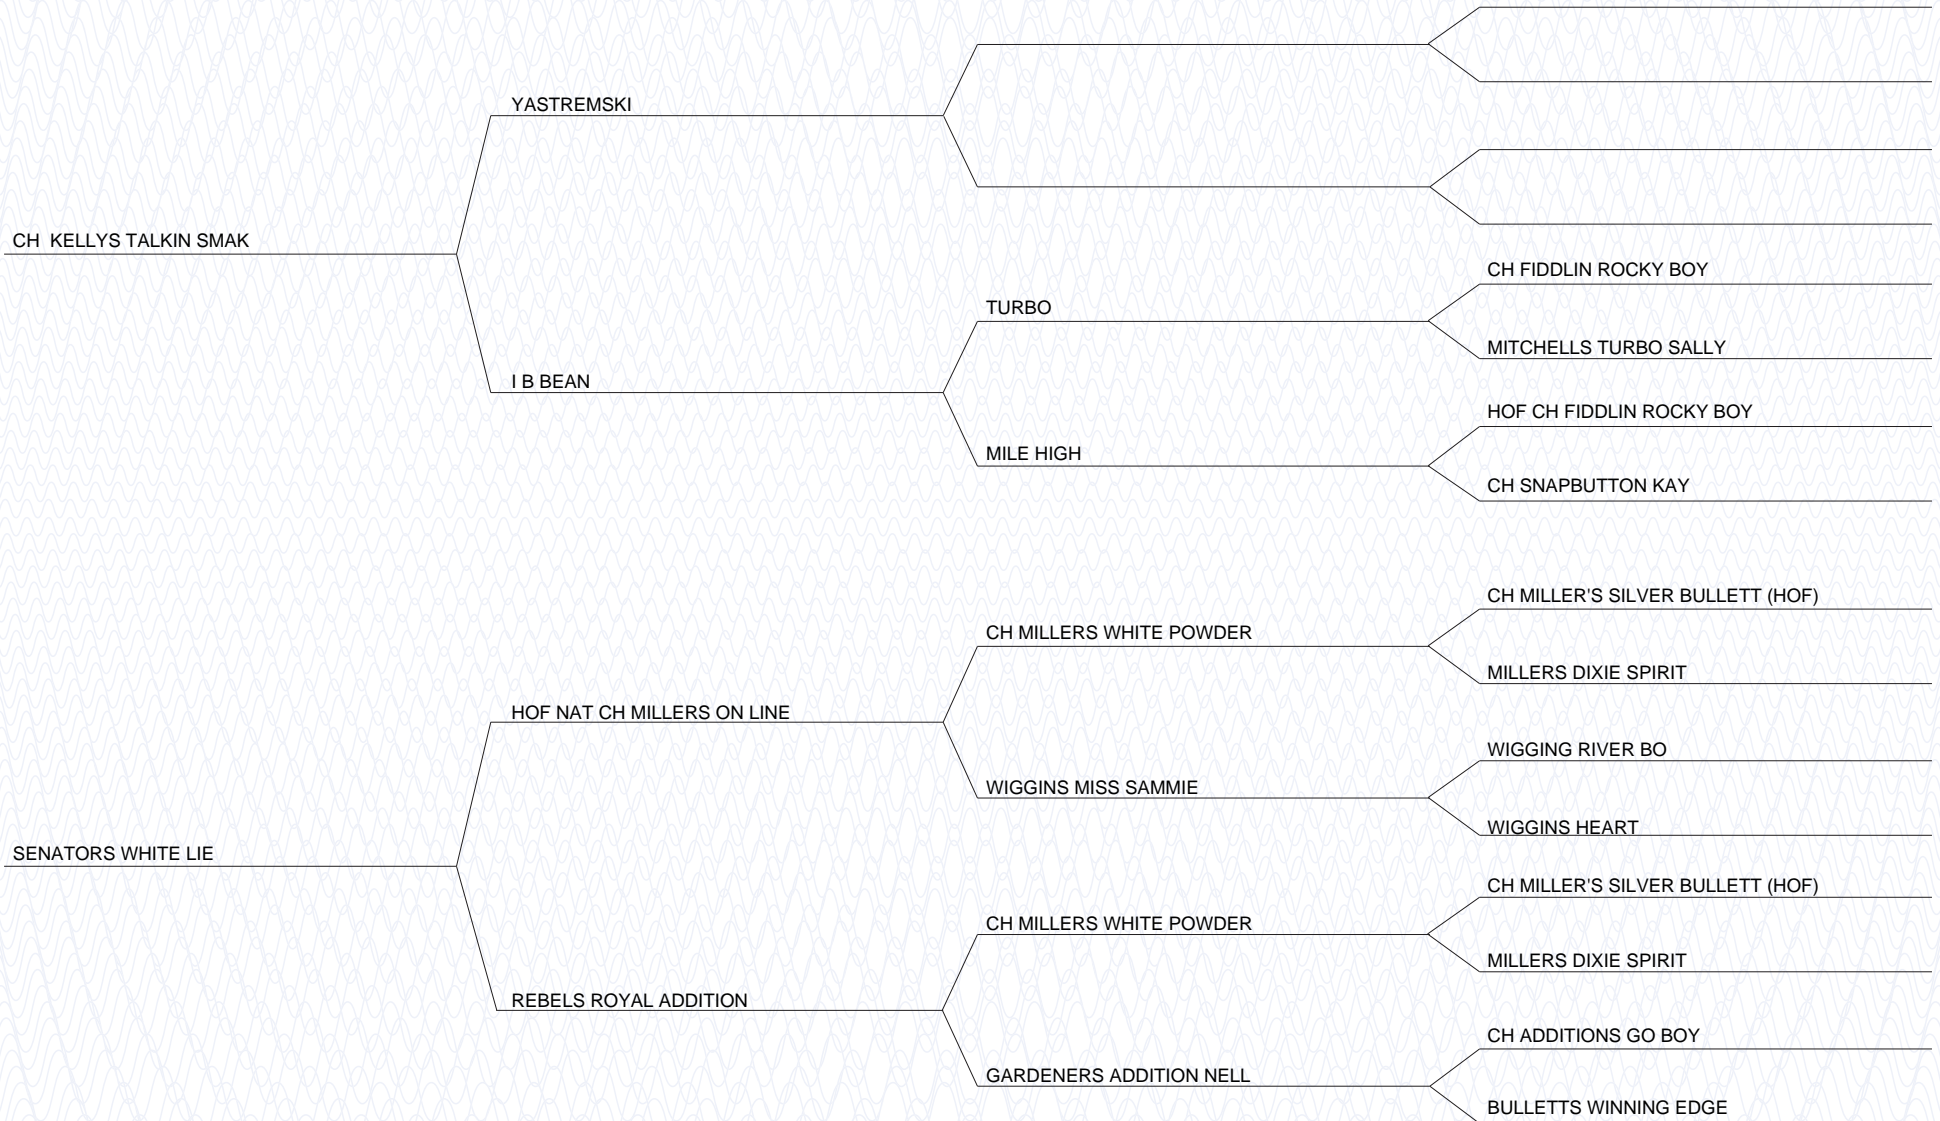 YASTREMSKI
CH KELLYS TALKIN SMAK
CH FIDDLIN ROCKY BOY
TURBO
MITCHELLS TURBO SALLY
I B BEAN
HOF CH FIDDLIN ROCKY BOY
MILE HIGH
CH SNAPBUTTON KAY
CH MILLER'S SILVER BULLETT (HOF)
CH MILLERS WHITE POWDER
MILLERS DIXIE SPIRIT
HOF NAT CH MILLERS ON LINE
WIGGING RIVER BO
WIGGINS MISS SAMMIE
WIGGINS HEART
SENATORS WHITE LIE
CH MILLER'S SILVER BULLETT (HOF)
CH MILLERS WHITE POWDER
MILLERS DIXIE SPIRIT
REBELS ROYAL ADDITION
CH ADDITIONS GO BOY
GARDENERS ADDITION NELL
BULLETTS WINNING EDGE